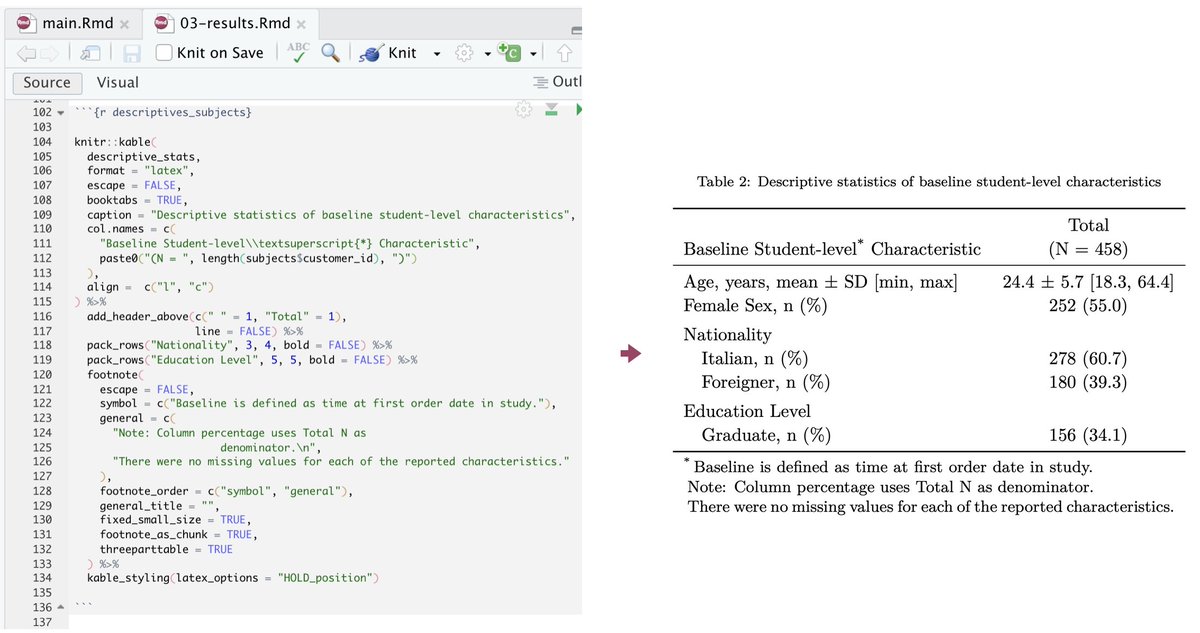 main.Rmd × 03-results.Rmd ×
Knit on Save ABC Knit
Source Visual Outl
101
102 ```{r descriptives_subjects}
103
104 knitr::kable(
105 descriptive_stats,
106 format = "latex",
107 escape = FALSE,
108 booktabs = TRUE,
109 caption = "Descriptive statistics of baseline student-level characteristics",
110 col.names = c(
111 "Baseline Student-level\\textsuperscript{*} Characteristic",
112 paste0("(N = ", length(subjects$customer_id), ")")
113 ),
114 align = c("l", "c")
115 ) %>%
116 add_header_above(c(" " = 1, "Total" = 1),
117 line = FALSE) %>%
118 pack_rows("Nationality", 3, 4, bold = FALSE) %>%
119 pack_rows("Education Level", 5, 5, bold = FALSE) %>%
120 footnote(
121 escape = FALSE,
122 symbol = c("Baseline is defined as time at first order date in study."),
123 general = c(
124 "Note: Column percentage uses Total N as
125 denominator.\n",
126 "There were no missing values for each of the reported characteristics."
127 ),
128 footnote_order = c("symbol", "general"),
129 general_title = "",
130 fixed_small_size = TRUE,
131 footnote_as_chunk = TRUE,
132 threeparttable = TRUE
133 ) %>%
134 kable_styling(latex_options = "HOLD_position")
135
136 ```
137
Table 2: Descriptive statistics of baseline student-level characteristics
Total
Baseline Student-level* Characteristic (N = 458)
Age, years, mean ± SD [min, max] 24.4 ± 5.7 [18.3, 64.4]
Female Sex, n (%) 252 (55.0)
Nationality
Italian, n (%) 278 (60.7)
Foreigner, n (%) 180 (39.3)
Education Level
Graduate, n (%) 156 (34.1)
* Baseline is defined as time at first order date in study.
Note: Column percentage uses Total N as denominator.
There were no missing values for each of the reported characteristics.